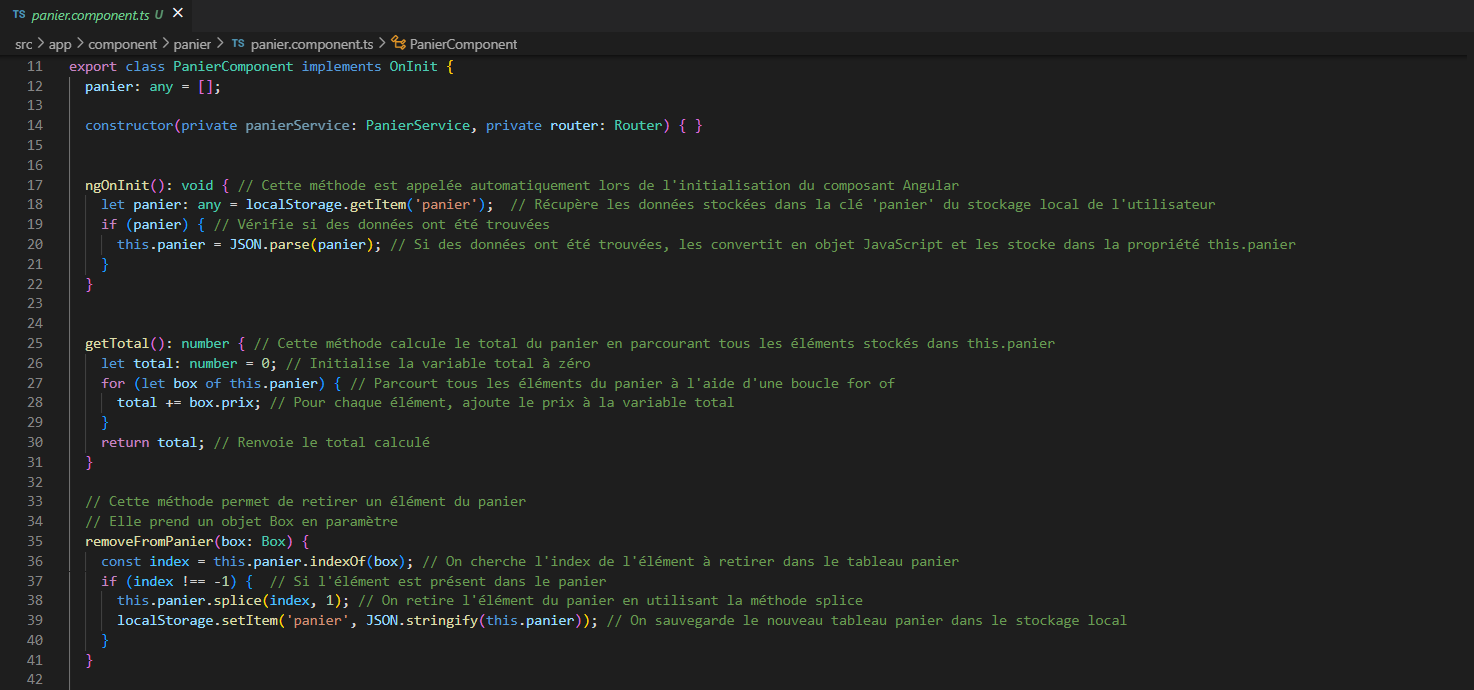 TS panier.component.ts U ×
src > app > component > panier > TS panier.component.ts > PanierComponent
11 export class PanierComponent implements OnInit {
12 panier: any = [];
13
14 constructor(private panierService: PanierService, private router: Router) { }
15
16
17 ngOnInit(): void { // Cette méthode est appelée automatiquement lors de l'initialisation du composant Angular
18 let panier: any = localStorage.getItem('panier'); // Récupère les données stockées dans la clé 'panier' du stockage local de l'utilisateur
19 if (panier) { // Vérifie si des données ont été trouvées
20 this.panier = JSON.parse(panier); // Si des données ont été trouvées, les convertit en objet JavaScript et les stocke dans la propriété this.panier
21 }
22 }
23
24
25 getTotal(): number { // Cette méthode calcule le total du panier en parcourant tous les éléments stockés dans this.panier
26 let total: number = 0; // Initialise la variable total à zéro
27 for (let box of this.panier) { // Parcourt tous les éléments du panier à l'aide d'une boucle for of
28 total += box.prix; // Pour chaque élément, ajoute le prix à la variable total
29 }
30 return total; // Renvoie le total calculé
31 }
32
33 // Cette méthode permet de retirer un élément du panier
34 // Elle prend un objet Box en paramètre
35 removeFromPanier(box: Box) {
36 const index = this.panier.indexOf(box); // On cherche l'index de l'élément à retirer dans le tableau panier
37 if (index !== -1) { // Si l'élément est présent dans le panier
38 this.panier.splice(index, 1); // On retire l'élément du panier en utilisant la méthode splice
39 localStorage.setItem('panier', JSON.stringify(this.panier)); // On sauvegarde le nouveau tableau panier dans le stockage local
40 }
41 }
42